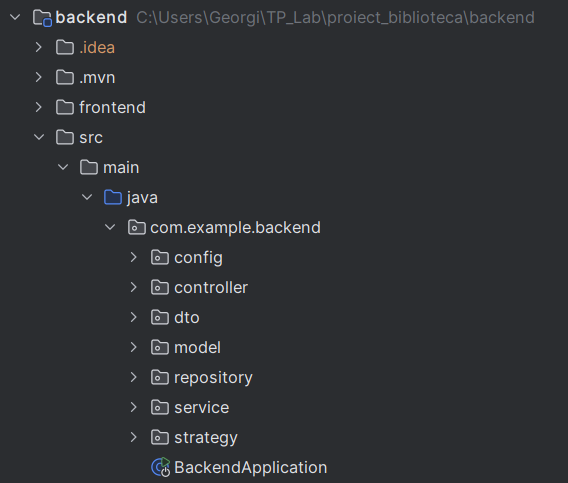 backend C:\Users\Georgi\TP_Lab\proiect_biblioteca\backend
.idea
.mvn
frontend
src
main
java
com.example.backend
config
controller
dto
model
repository
service
strategy
BackendApplication